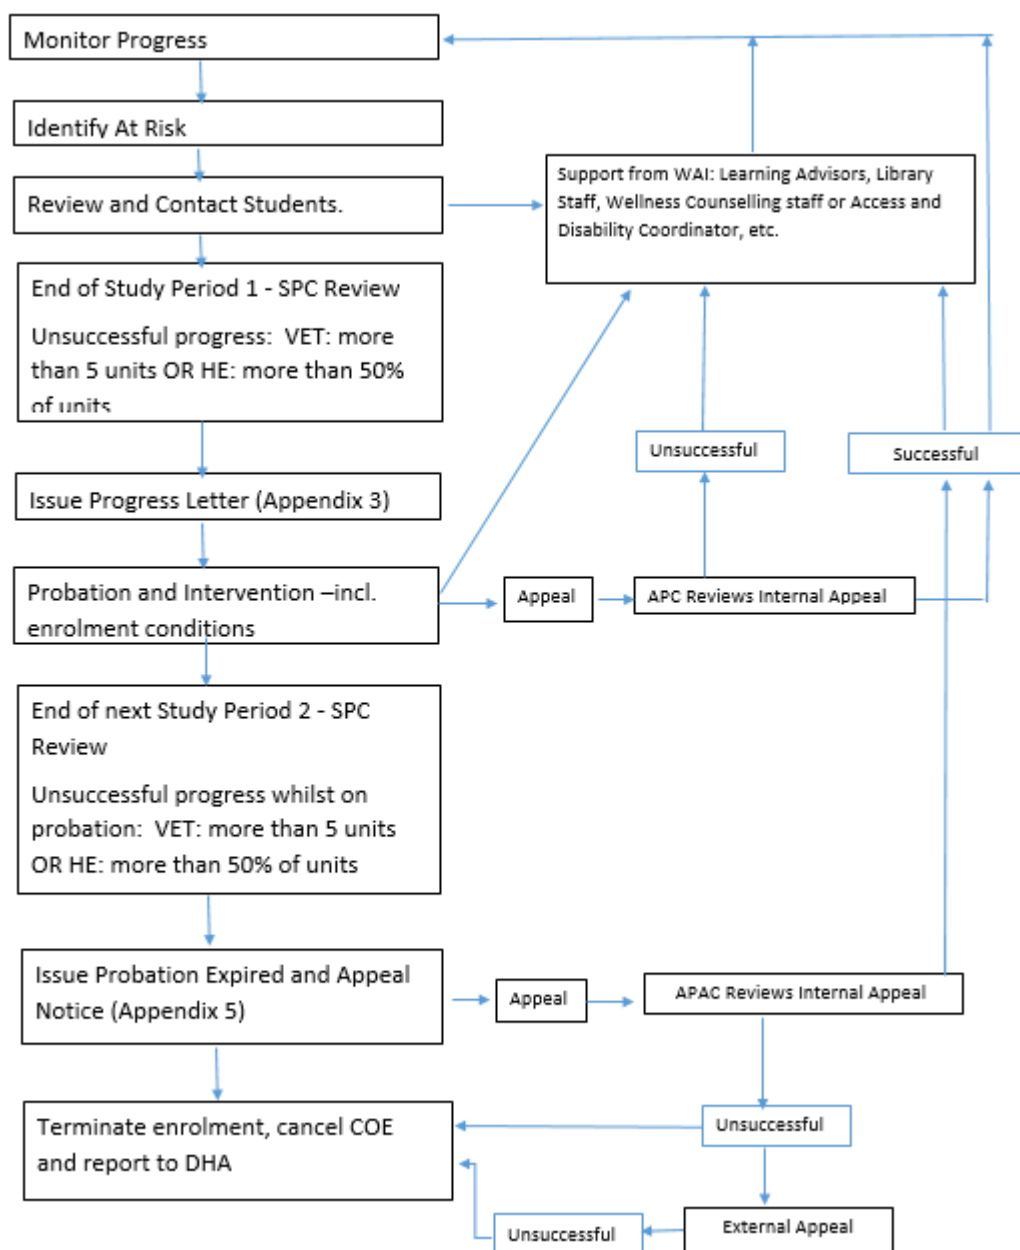 Monitor Progress
Identify At Risk
Review and Contact Students.
Support from WAI: Learning Advisors, Library
Staff, Wellness Counselling staff or Access and
Disability Coordinator, etc.
End of Study Period 1 - SPC Review
Unsuccessful progress: VET: more
than 5 units OR HE: more than 50%
of units
Unsuccessful
Successful
Issue Progress Letter (Appendix 3)
Probation and Intervention –incl.
enrolment conditions
Appeal
APC Reviews Internal Appeal
End of next Study Period 2 - SPC
Review
Unsuccessful progress whilst on
probation: VET: more than 5 units
OR HE: more than 50% of units
Issue Probation Expired and Appeal
Notice (Appendix 5)
Appeal
APAC Reviews Internal Appeal
Terminate enrolment, cancel COE
and report to DHA
Unsuccessful
Unsuccessful
External Appeal